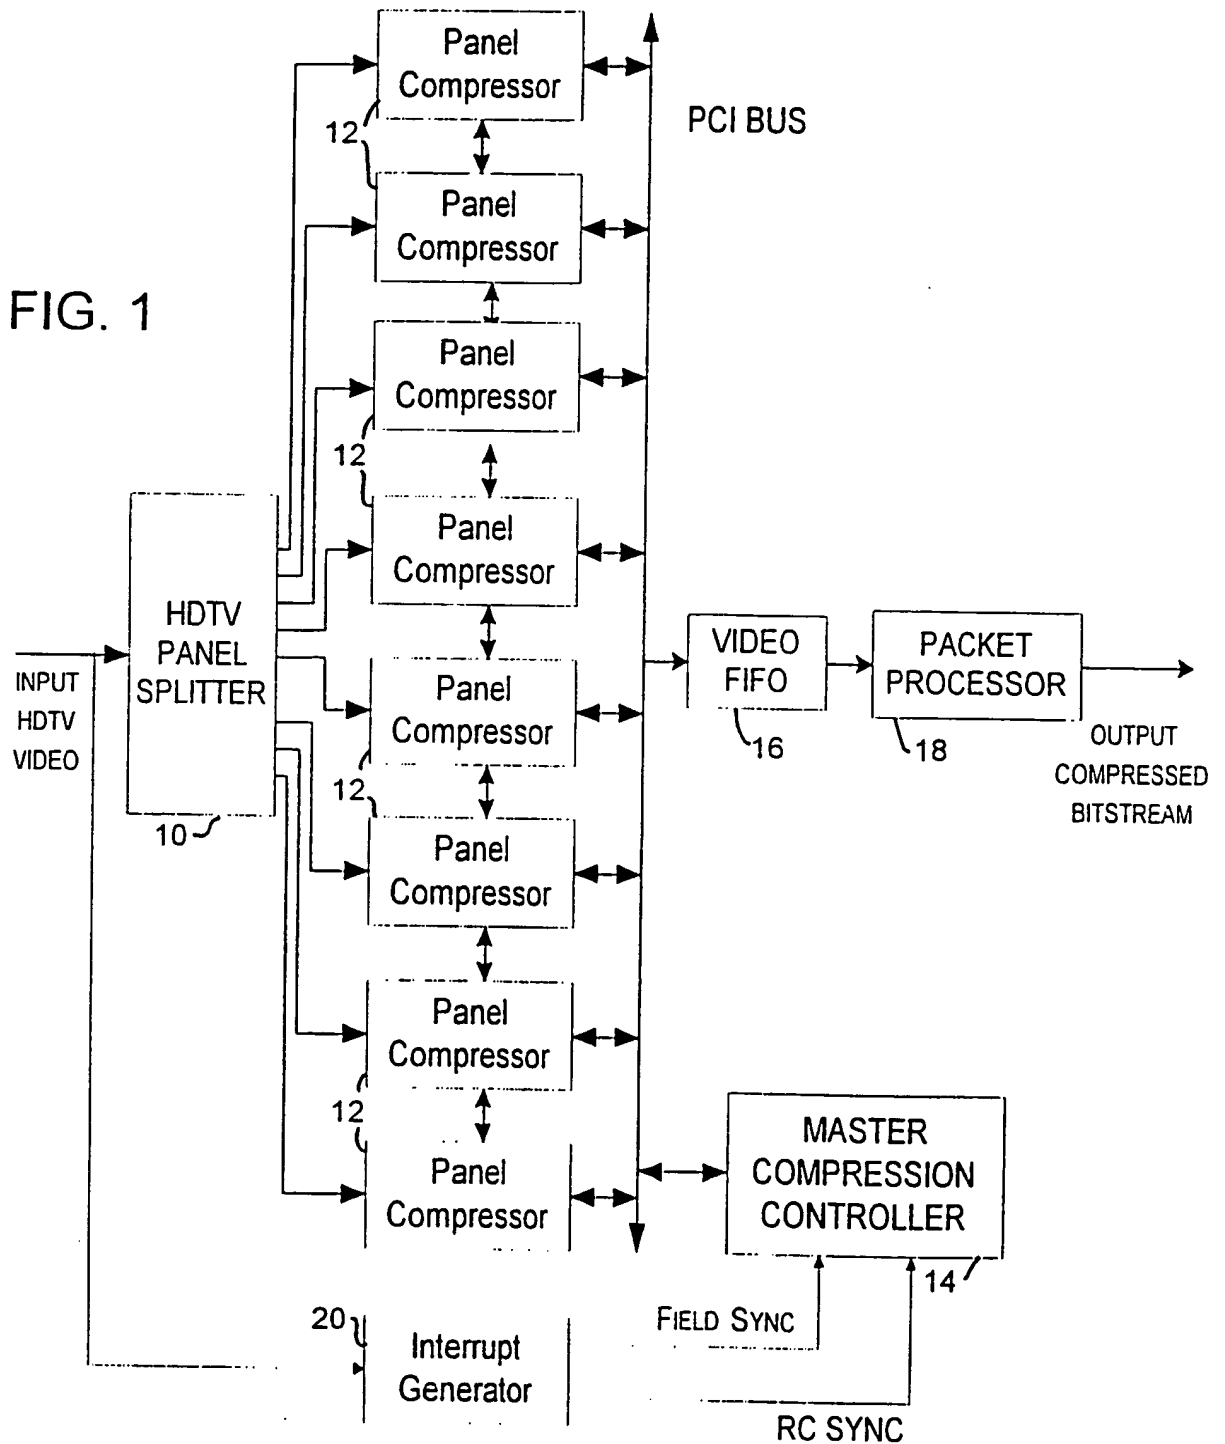 Panel
Compressor
PCI BUS
12
Panel
Compressor
FIG. 1
Panel
Compressor
12
Panel
Compressor
HDTV
PANEL
SPLITTER
INPUT
HDTV
VIDEO
10
Panel
Compressor
12
VIDEO
FIFO
16
PACKET
PROCESSOR
18
OUTPUT
COMPRESSED
BITSTREAM
Panel
Compressor
Panel
Compressor
12
Panel
Compressor
MASTER
COMPRESSION
CONTROLLER
14
20
Interrupt
Generator
FIELD SYNC
RC SYNC